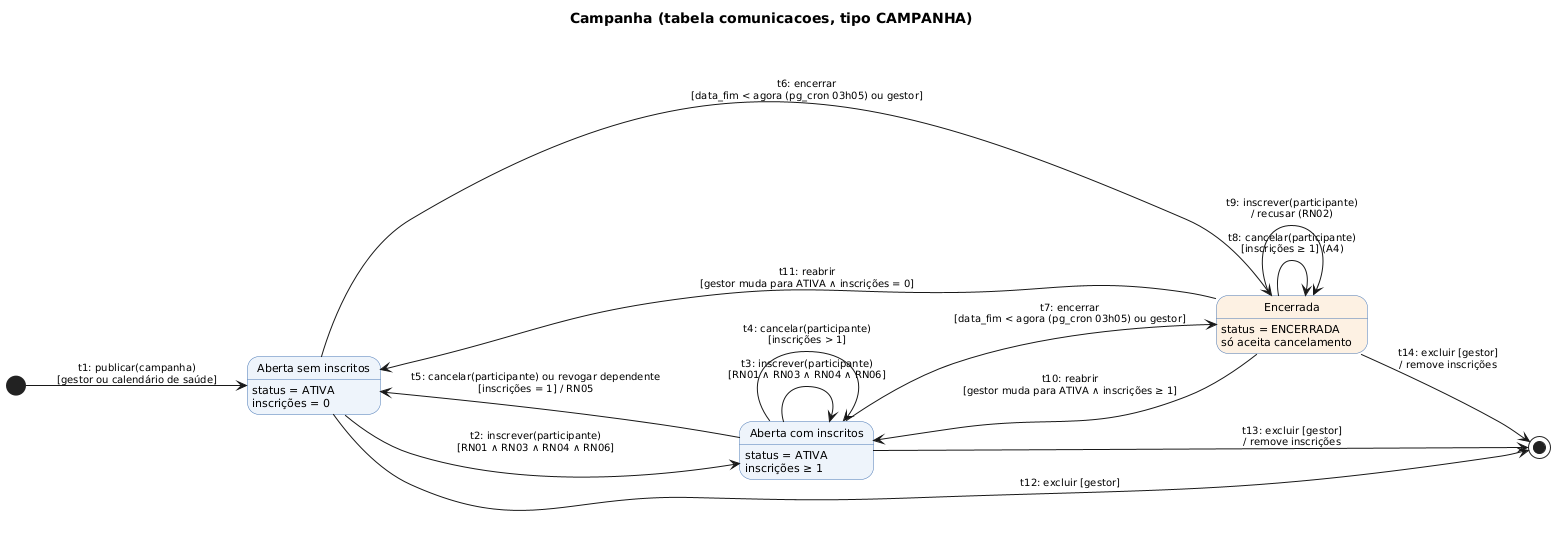 Campanha (tabela comunicacoes, tipo CAMPANHA)
t6: encerrar
[data_fim < agora (pg_cron 03h05) ou gestor]
t9: inscrever(participante)
/ recusar (RN02)
t8: cancelar(participante)
[inscrições ≥ 1] (A4)
t11: reabrir
[gestor muda para ATIVA ∧ inscrições = 0]
Encerrada
status = ENCERRADA
só aceita cancelamento
t7: encerrar
[data_fim < agora (pg_cron 03h05) ou gestor]
t4: cancelar(participante)
[inscrições > 1]
t3: inscrever(participante)
[RN01 ∧ RN03 ∧ RN04 ∧ RN06]
t1: publicar(campanha)
[gestor ou calendário de saúde]
Aberta sem inscritos
status = ATIVA
inscrições = 0
t5: cancelar(participante) ou revogar dependente
[inscrições = 1] / RN05
t10: reabrir
[gestor muda para ATIVA ∧ inscrições ≥ 1]
t14: excluir [gestor]
/ remove inscrições
t2: inscrever(participante)
[RN01 ∧ RN03 ∧ RN04 ∧ RN06]
Aberta com inscritos
status = ATIVA
inscrições ≥ 1
t13: excluir [gestor]
/ remove inscrições
t12: excluir [gestor]